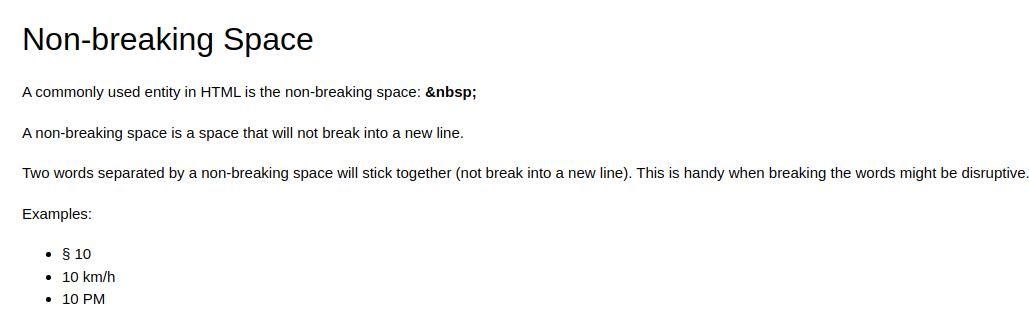 Non-breaking Space
A commonly used entity in HTML is the non-breaking space: &nbsp;
A non-breaking space is a space that will not break into a new line.
Two words separated by a non-breaking space will stick together (not break into a new line). This is handy when breaking the words might be disruptive.
Examples:
• § 10
• 10 km/h
• 10 PM